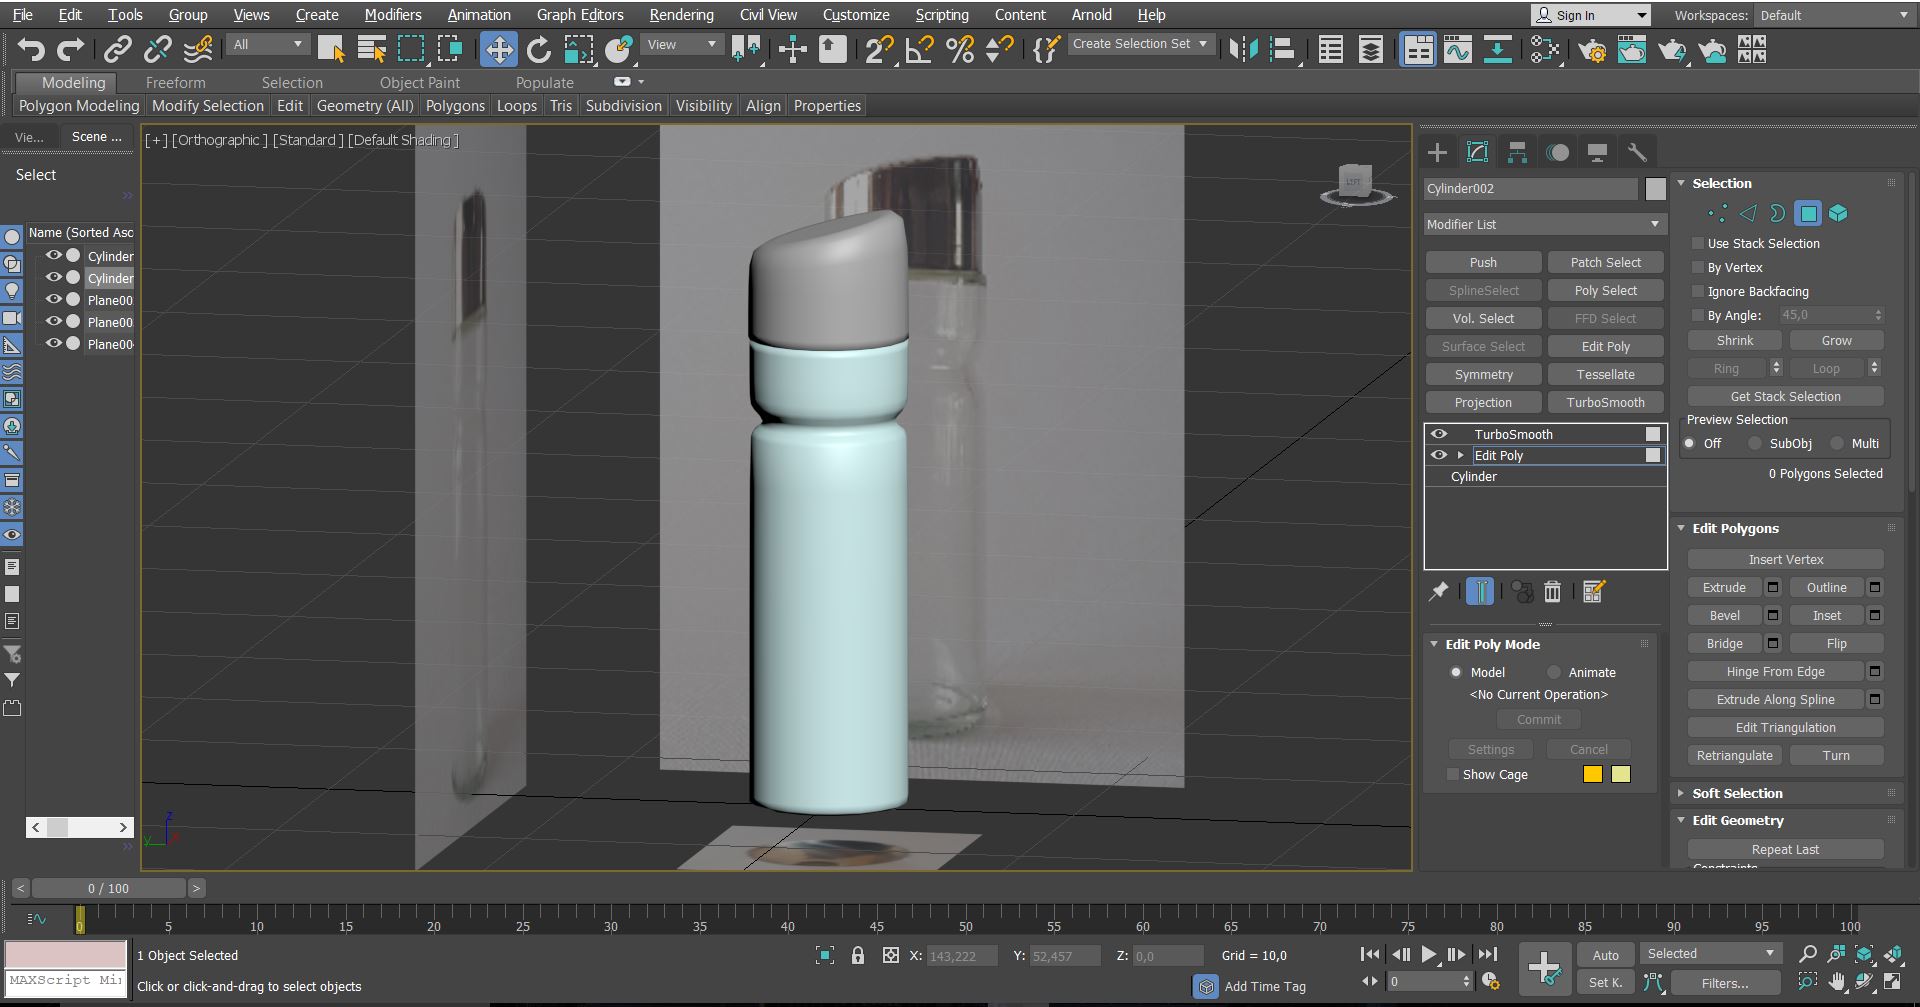 File Edit Tools Group Views Create Modifiers Animation Graph Editors Rendering Civil View Customize Scripting Content Arnold Help Sign In Workspaces: Default
All View Create Selection Set
Modeling Freeform Selection Object Paint Populate
Polygon Modeling Modify Selection Edit Geometry (All) Polygons Loops Tris Subdivision Visibility Align Properties
Vie... Scene ...
Select
Name (Sorted Asc
Cylinder
Cylinder
Plane00
Plane00
Plane00
[+] [Orthographic ] [Standard ] [Default Shading ]
LEFT
z
y x
Cylinder002
Modifier List
Push Patch Select
SplineSelect Poly Select
Vol. Select FFD Select
Surface Select Edit Poly
Symmetry Tessellate
Projection TurboSmooth
TurboSmooth
Edit Poly
Cylinder
Edit Poly Mode
Model Animate
<No Current Operation>
Commit
Settings Cancel
Show Cage
Selection
Use Stack Selection
By Vertex
Ignore Backfacing
By Angle: 45,0
Shrink Grow
Ring Loop
Get Stack Selection
Preview Selection
Off SubObj Multi
0 Polygons Selected
Edit Polygons
Insert Vertex
Extrude Outline
Bevel Inset
Bridge Flip
Hinge From Edge
Extrude Along Spline
Edit Triangulation
Retriangulate Turn
Soft Selection
Edit Geometry
Repeat Last
Constraints
< 0 / 100 >
0 5 10 15 20 25 30 35 40 45 50 55 60 65 70 75 80 85 90 95 100
1 Object Selected X: 143,222 Y: 52,457 Z: 0,0 Grid = 10,0 Auto Selected
MAXScript Mi Click or click-and-drag to select objects Add Time Tag 0 Set K. Filters...